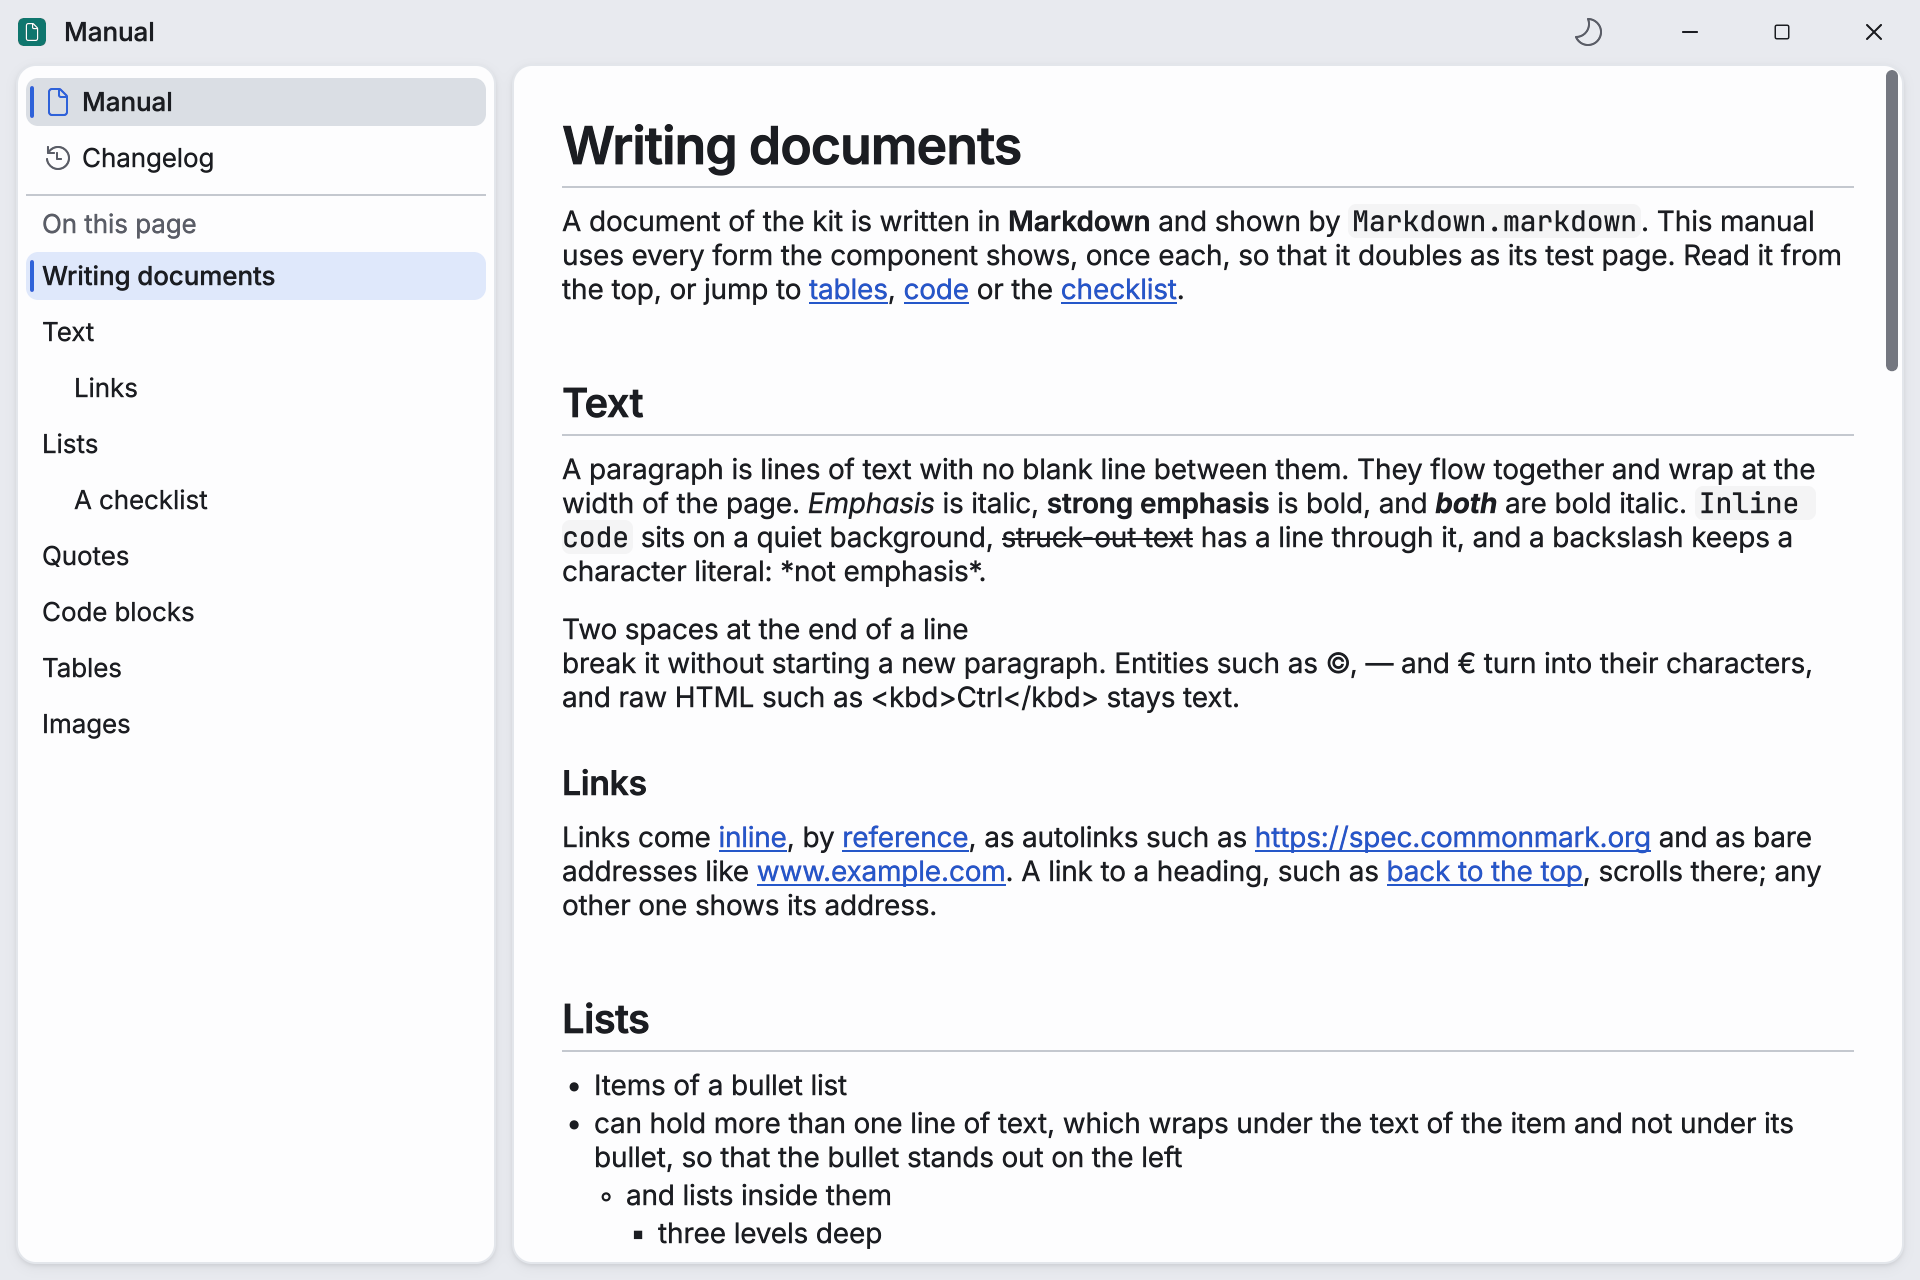 Manual
Manual
Changelog
On this page
Writing documents
Text
Links
Lists
A checklist
Quotes
Code blocks
Tables
Images
Writing documents
A document of the kit is written in Markdown and shown by Markdown.markdown. This manual
uses every form the component shows, once each, so that it doubles as its test page. Read it from
the top, or jump to tables, code or the checklist.
Text
A paragraph is lines of text with no blank line between them. They flow together and wrap at the
width of the page. Emphasis is italic, strong emphasis is bold, and both are bold italic. Inline
code sits on a quiet background, struck-out text has a line through it, and a backslash keeps a
character literal: *not emphasis*.
Two spaces at the end of a line
break it without starting a new paragraph. Entities such as ©, — and € turn into their characters,
and raw HTML such as <kbd>Ctrl</kbd> stays text.
Links
Links come inline, by reference, as autolinks such as https://spec.commonmark.org and as bare
addresses like www.example.com. A link to a heading, such as back to the top, scrolls there; any
other one shows its address.
Lists
• Items of a bullet list
• can hold more than one line of text, which wraps under the text of the item and not under its
bullet, so that the bullet stands out on the left
◦ and lists inside them
▪ three levels deep